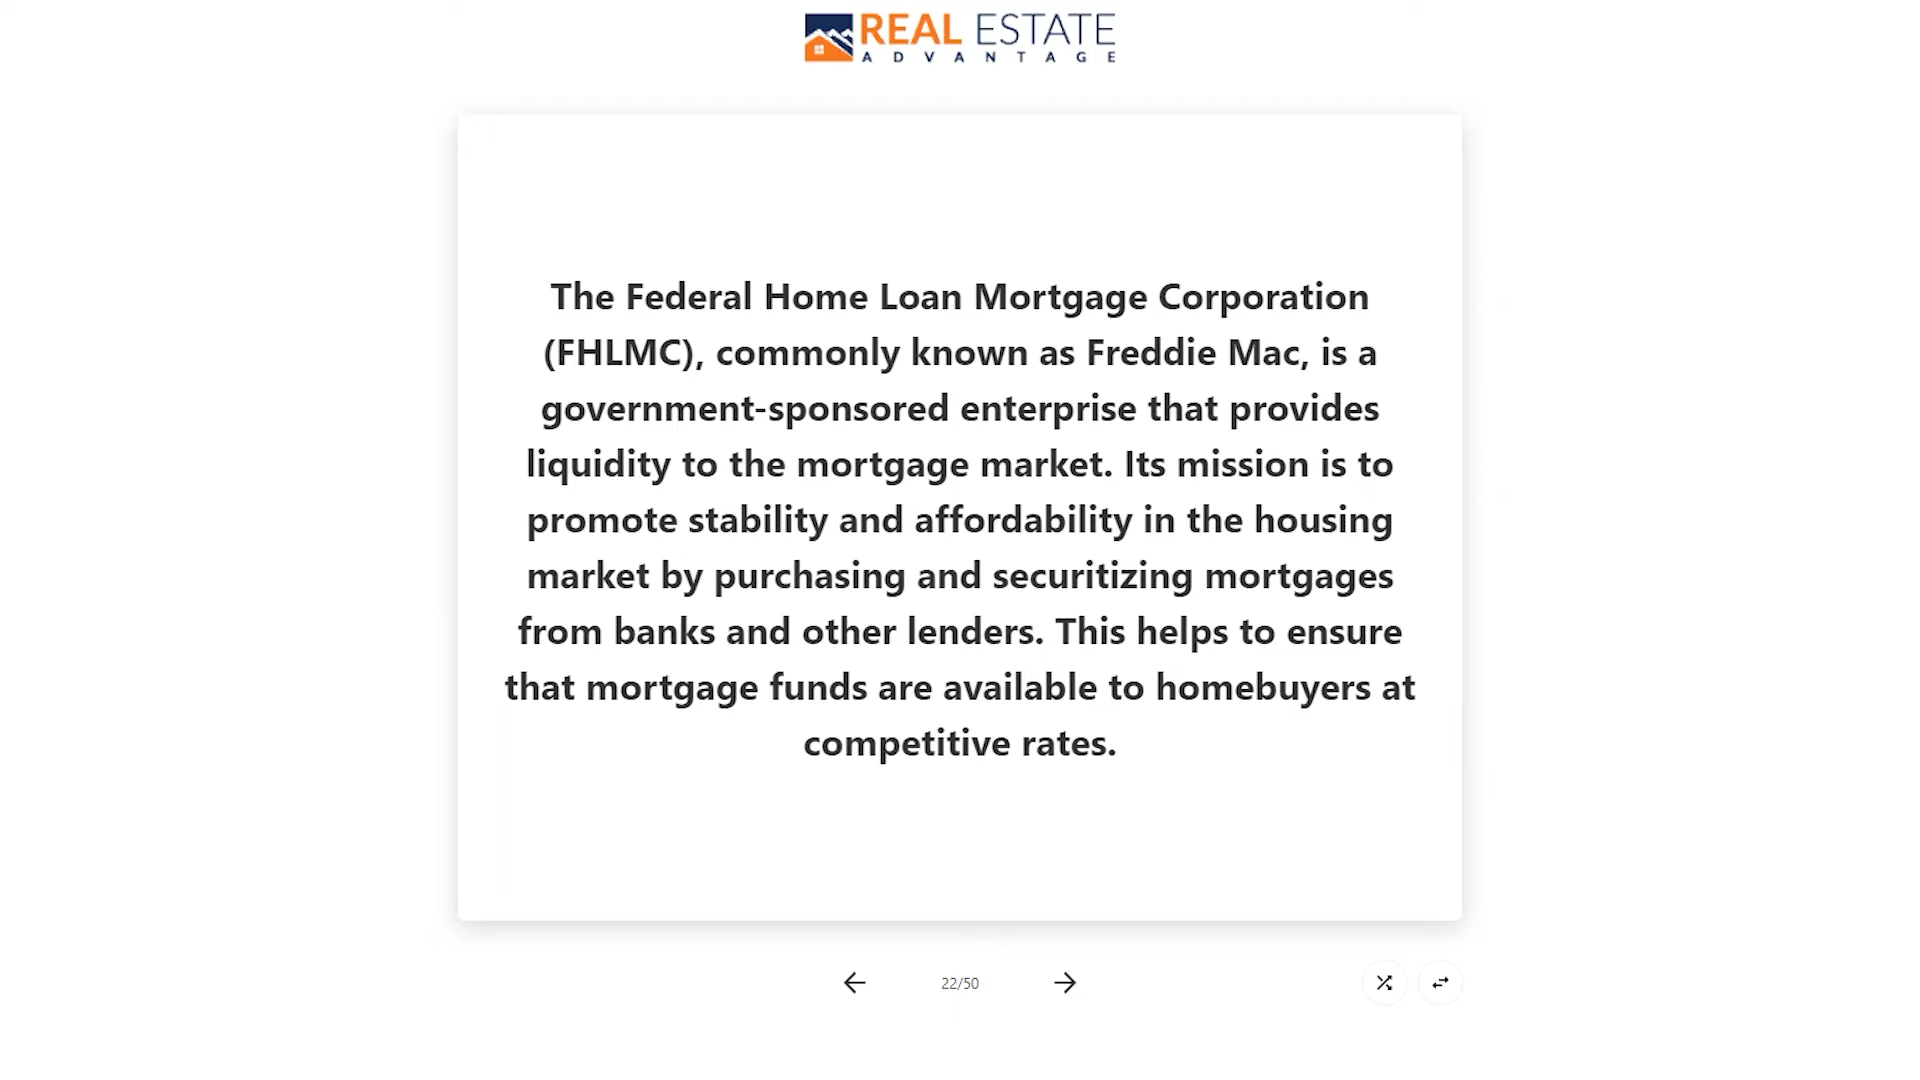 REAL ESTATE
ADVANTAGE
The Federal Home Loan Mortgage Corporation
(FHLMC), commonly known as Freddie Mac, is a
government-sponsored enterprise that provides
liquidity to the mortgage market. Its mission is to
promote stability and affordability in the housing
market by purchasing and securitizing mortgages
from banks and other lenders. This helps to ensure
that mortgage funds are available to homebuyers at
competitive rates.
22/50